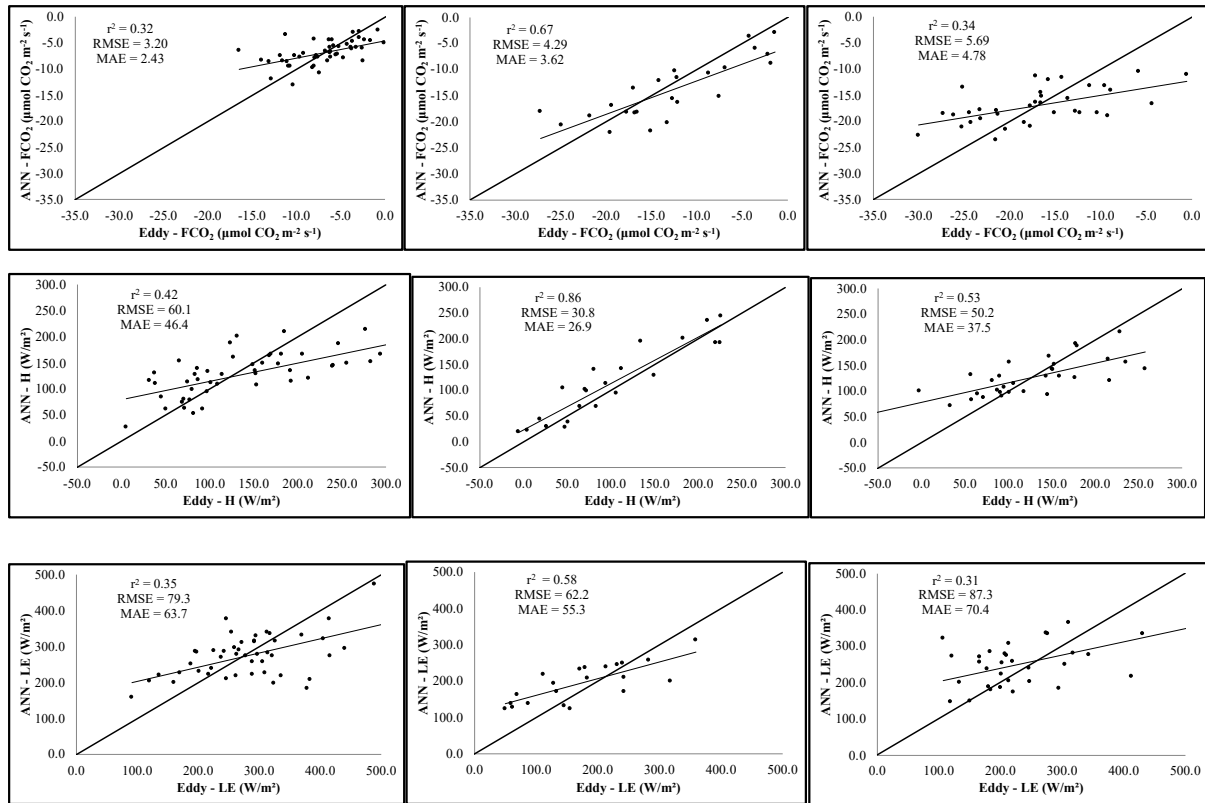 r² = 0.32
RMSE = 3.20
MAE = 2.43
0.0
-5.0
-10.0
-15.0
-20.0
-25.0
-30.0
-35.0
ANN - FCO₂ (µmol CO₂ m⁻² s⁻¹)
-35.0 -30.0 -25.0 -20.0 -15.0 -10.0 -5.0 0.0
Eddy - FCO₂ (µmol CO₂ m⁻² s⁻¹)
r² = 0.67
RMSE = 4.29
MAE = 3.62
0.0
-5.0
-10.0
-15.0
-20.0
-25.0
-30.0
-35.0
ANN - FCO₂ (µmol CO₂ m⁻² s⁻¹)
-35.0 -30.0 -25.0 -20.0 -15.0 -10.0 -5.0 0.0
Eddy - FCO₂ (µmol CO₂ m⁻² s⁻¹)
r² = 0.34
RMSE = 5.69
MAE = 4.78
0.0
-5.0
-10.0
-15.0
-20.0
-25.0
-30.0
-35.0
ANN - FCO₂ (µmol CO₂ m⁻² s⁻¹)
-35.0 -30.0 -25.0 -20.0 -15.0 -10.0 -5.0 0.0
Eddy - FCO₂ (µmol CO₂ m⁻² s⁻¹)
r² = 0.42
RMSE = 60.1
MAE = 46.4
300.0
250.0
200.0
150.0
100.0
50.0
0.0
-50.0
ANN - H (W/m²)
-50.0 0.0 50.0 100.0 150.0 200.0 250.0 300.0
Eddy - H (W/m²)
r² = 0.86
RMSE = 30.8
MAE = 26.9
300.0
250.0
200.0
150.0
100.0
50.0
0.0
-50.0
ANN - H (W/m²)
-50.0 0.0 50.0 100.0 150.0 200.0 250.0 300.0
Eddy - H (W/m²)
r² = 0.53
RMSE = 50.2
MAE = 37.5
300.0
250.0
200.0
150.0
100.0
50.0
0.0
-50.0
ANN - H (W/m²)
-50.0 0.0 50.0 100.0 150.0 200.0 250.0 300.0
Eddy - H (W/m²)
r² = 0.35
RMSE = 79.3
MAE = 63.7
500.0
400.0
300.0
200.0
100.0
0.0
ANN - LE (W/m²)
0.0 100.0 200.0 300.0 400.0 500.0
Eddy - LE (W/m²)
r² = 0.58
RMSE = 62.2
MAE = 55.3
500.0
400.0
300.0
200.0
100.0
0.0
ANN - LE (W/m²)
0.0 100.0 200.0 300.0 400.0 500.0
Eddy - LE (W/m²)
r² = 0.31
RMSE = 87.3
MAE = 70.4
500.0
400.0
300.0
200.0
100.0
0.0
ANN - LE (W/m²)
0.0 100.0 200.0 300.0 400.0 500.0
Eddy - LE (W/m²)